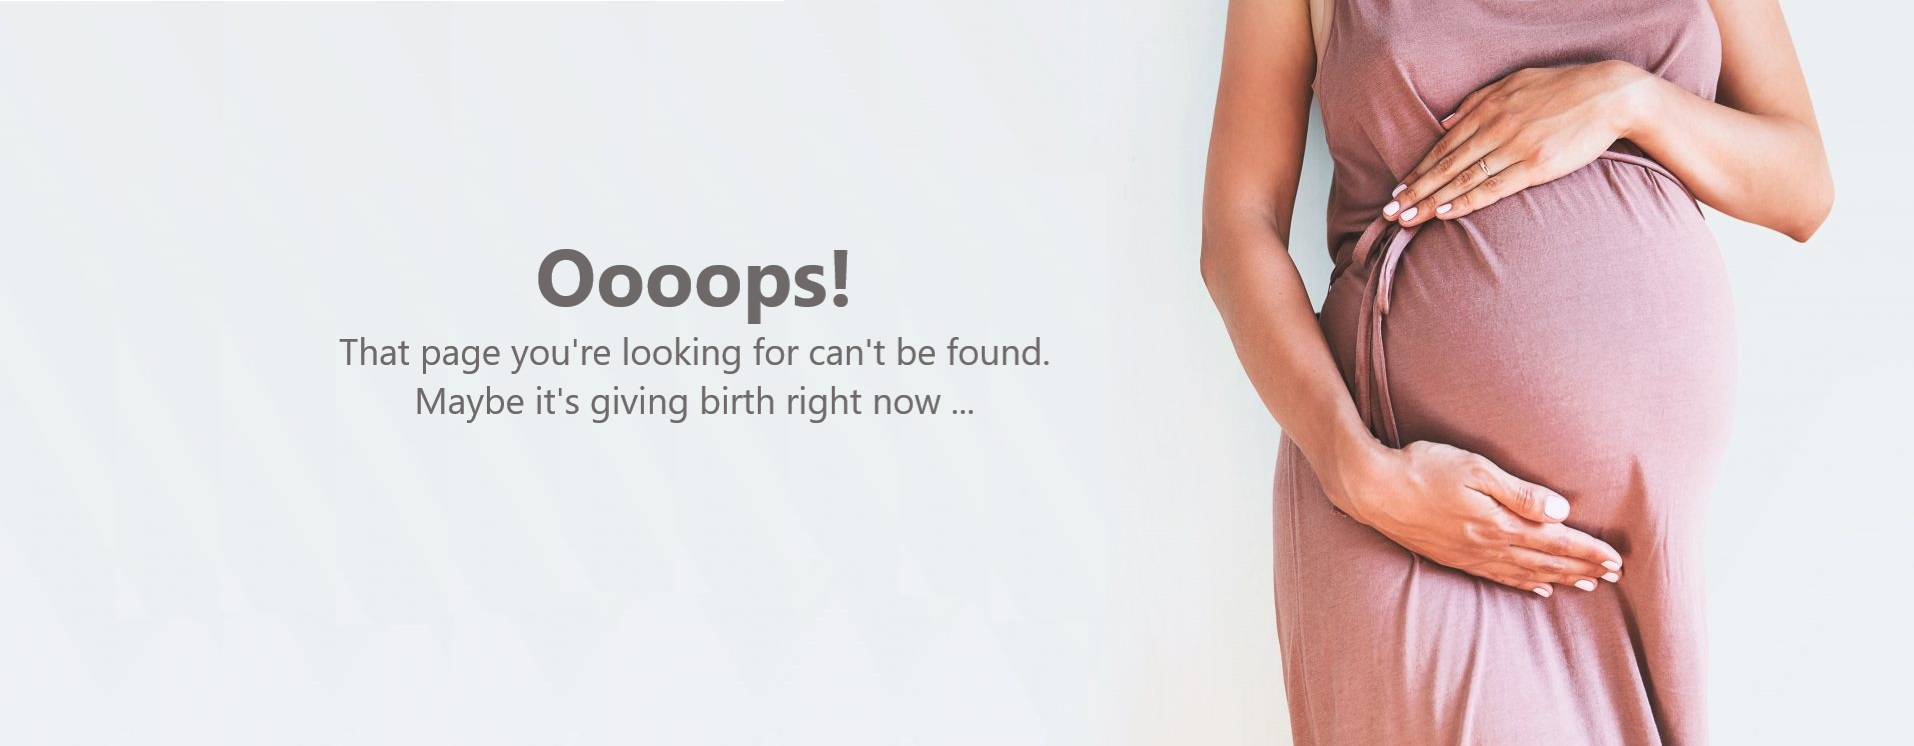 Oooops!
That page you're looking for can't be found.
Maybe it's giving birth right now ...